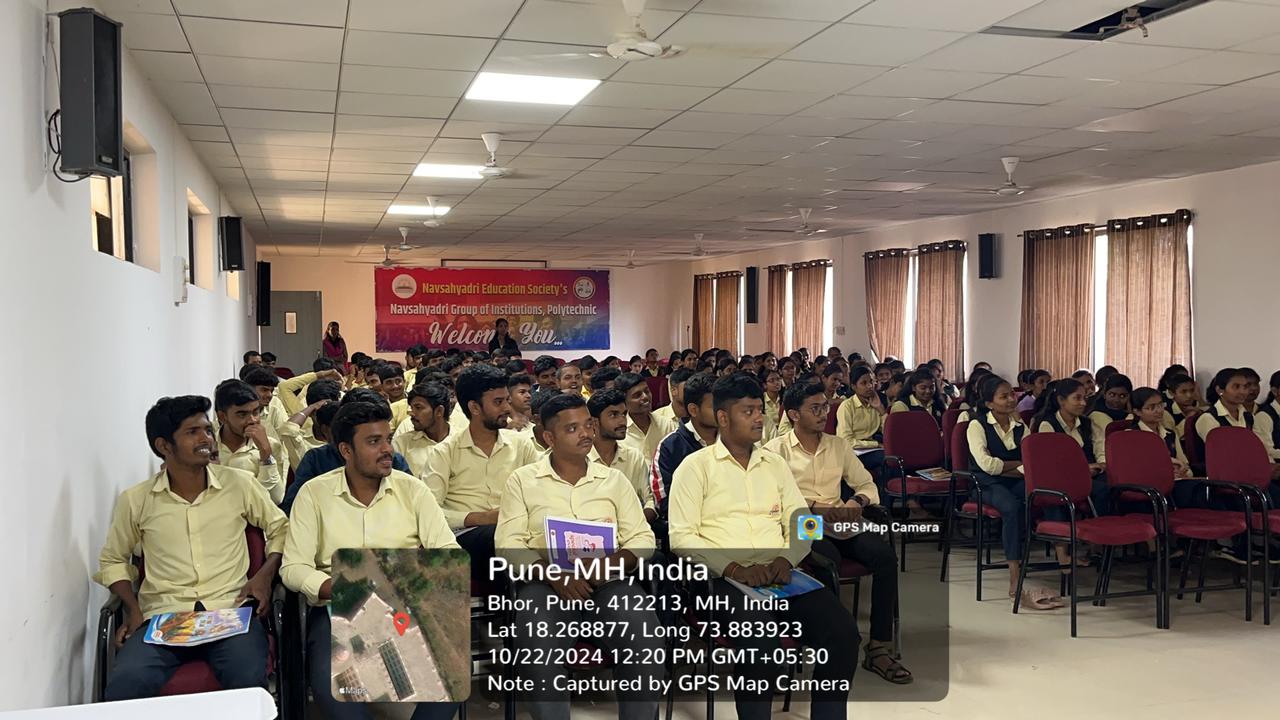 Navsahyadri Education Society's
Navsahyadri Group of Institutions, Polytechnic
Welcome You...
GPS Map Camera
Pune,MH,India
Bhor, Pune, 412213, MH, India
Lat 18.268877, Long 73.883923
10/22/2024 12:20 PM GMT+05:30
Note : Captured by GPS Map Camera
Maps